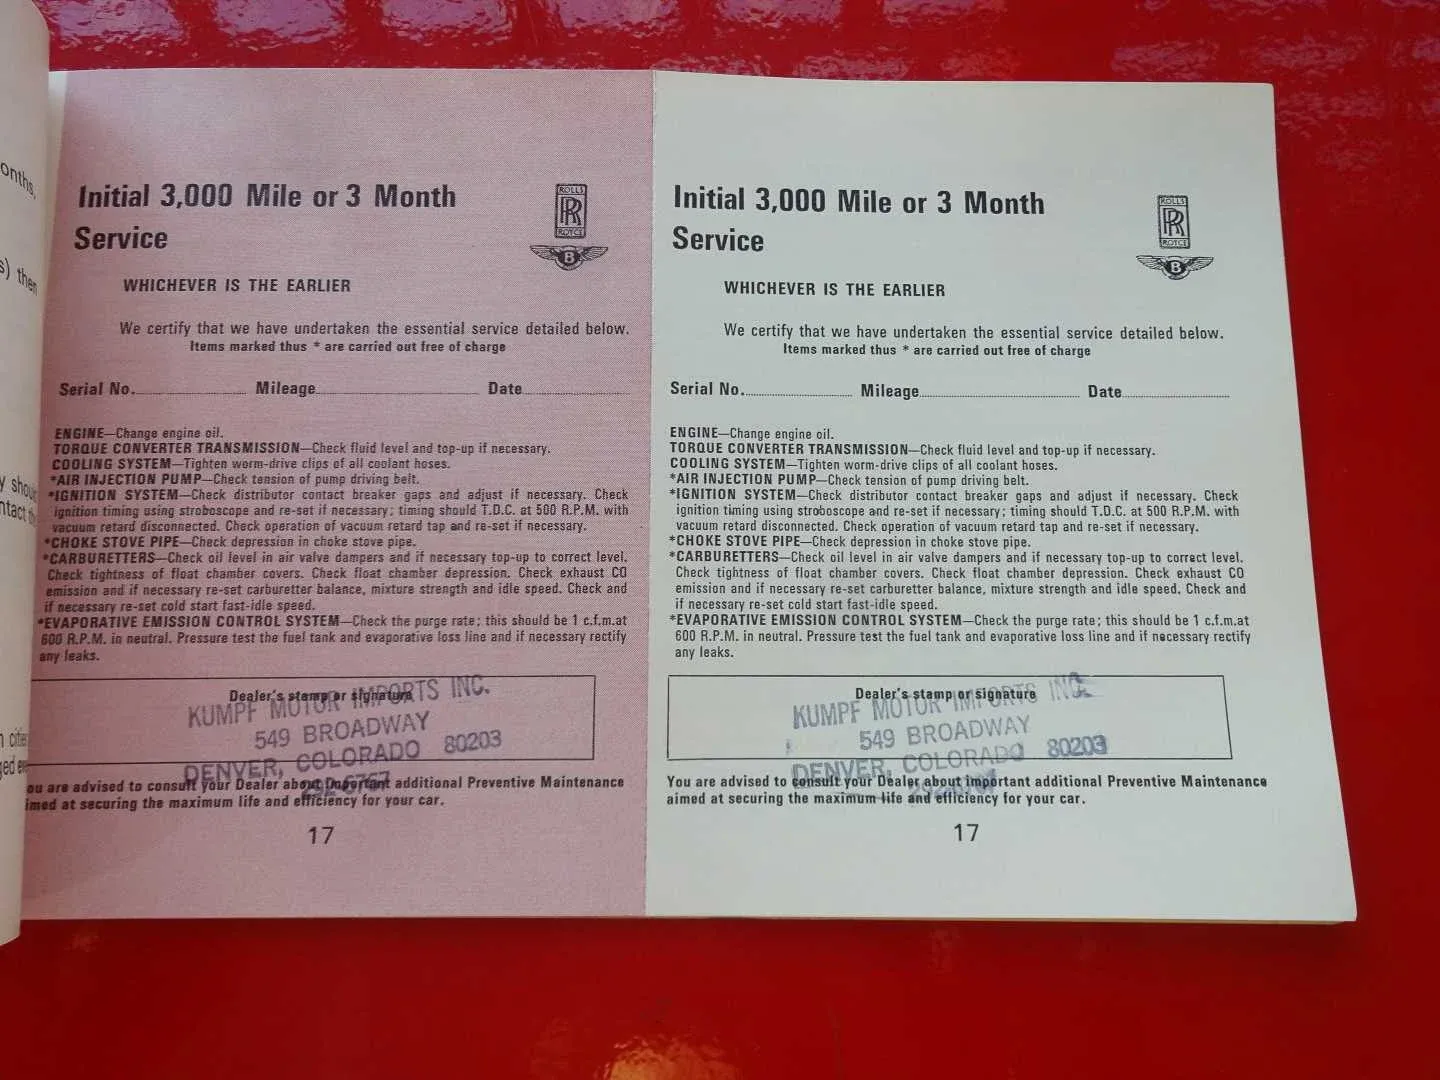 onths,
s) then
y shou
ntact th
n cities
ged eve
Initial 3,000 Mile or 3 Month
Service
ROLLS
RR
ROYCE
B
WHICHEVER IS THE EARLIER
We certify that we have undertaken the essential service detailed below.
Items marked thus * are carried out free of charge
Serial No. Mileage Date
ENGINE—Change engine oil.
TORQUE CONVERTER TRANSMISSION—Check fluid level and top-up if necessary.
COOLING SYSTEM—Tighten worm-drive clips of all coolant hoses.
*AIR INJECTION PUMP—Check tension of pump driving belt.
*IGNITION SYSTEM—Check distributor contact breaker gaps and adjust if necessary. Check
ignition timing using stroboscope and re-set if necessary; timing should T.D.C. at 500 R.P.M. with
vacuum retard disconnected. Check operation of vacuum retard tap and re-set if necessary.
*CHOKE STOVE PIPE—Check depression in choke stove pipe.
*CARBURETTERS—Check oil level in air valve dampers and if necessary top-up to correct level.
Check tightness of float chamber covers. Check float chamber depression. Check exhaust CO
emission and if necessary re-set carburetter balance, mixture strength and idle speed. Check and
if necessary re-set cold start fast-idle speed.
*EVAPORATIVE EMISSION CONTROL SYSTEM—Check the purge rate; this should be 1 c.f.m.at
600 R.P.M. in neutral. Pressure test the fuel tank and evaporative loss line and if necessary rectify
any leaks.
Dealer's stamp or signature
KUMPF MOTOR IMPORTS INC.
549 BROADWAY
DENVER, COLORADO 80203
292-6767
ou are advised to consult your Dealer about important additional Preventive Maintenance
imed at securing the maximum life and efficiency for your car.
17
Initial 3,000 Mile or 3 Month
Service
ROLLS
RR
ROYCE
B
WHICHEVER IS THE EARLIER
We certify that we have undertaken the essential service detailed below.
Items marked thus * are carried out free of charge
Serial No. Mileage Date
ENGINE—Change engine oil.
TORQUE CONVERTER TRANSMISSION—Check fluid level and top-up if necessary.
COOLING SYSTEM—Tighten worm-drive clips of all coolant hoses.
*AIR INJECTION PUMP—Check tension of pump driving belt.
*IGNITION SYSTEM—Check distributor contact breaker gaps and adjust if necessary. Check
ignition timing using stroboscope and re-set if necessary; timing should T.D.C. at 500 R.P.M. with
vacuum retard disconnected. Check operation of vacuum retard tap and re-set if necessary.
*CHOKE STOVE PIPE—Check depression in choke stove pipe.
*CARBURETTERS—Check oil level in air valve dampers and if necessary top-up to correct level.
Check tightness of float chamber covers. Check float chamber depression. Check exhaust CO
emission and if necessary re-set carburetter balance, mixture strength and idle speed. Check and
if necessary re-set cold start fast-idle speed.
*EVAPORATIVE EMISSION CONTROL SYSTEM—Check the purge rate; this should be 1 c.f.m.at
600 R.P.M. in neutral. Pressure test the fuel tank and evaporative loss line and if necessary rectify
any leaks.
Dealer's stamp or signature
KUMPF MOTOR IMPORTS INC.
549 BROADWAY
DENVER, COLORADO 80203
You are advised to consult your Dealer about important additional Preventive Maintenance
aimed at securing the maximum life and efficiency for your car.
17